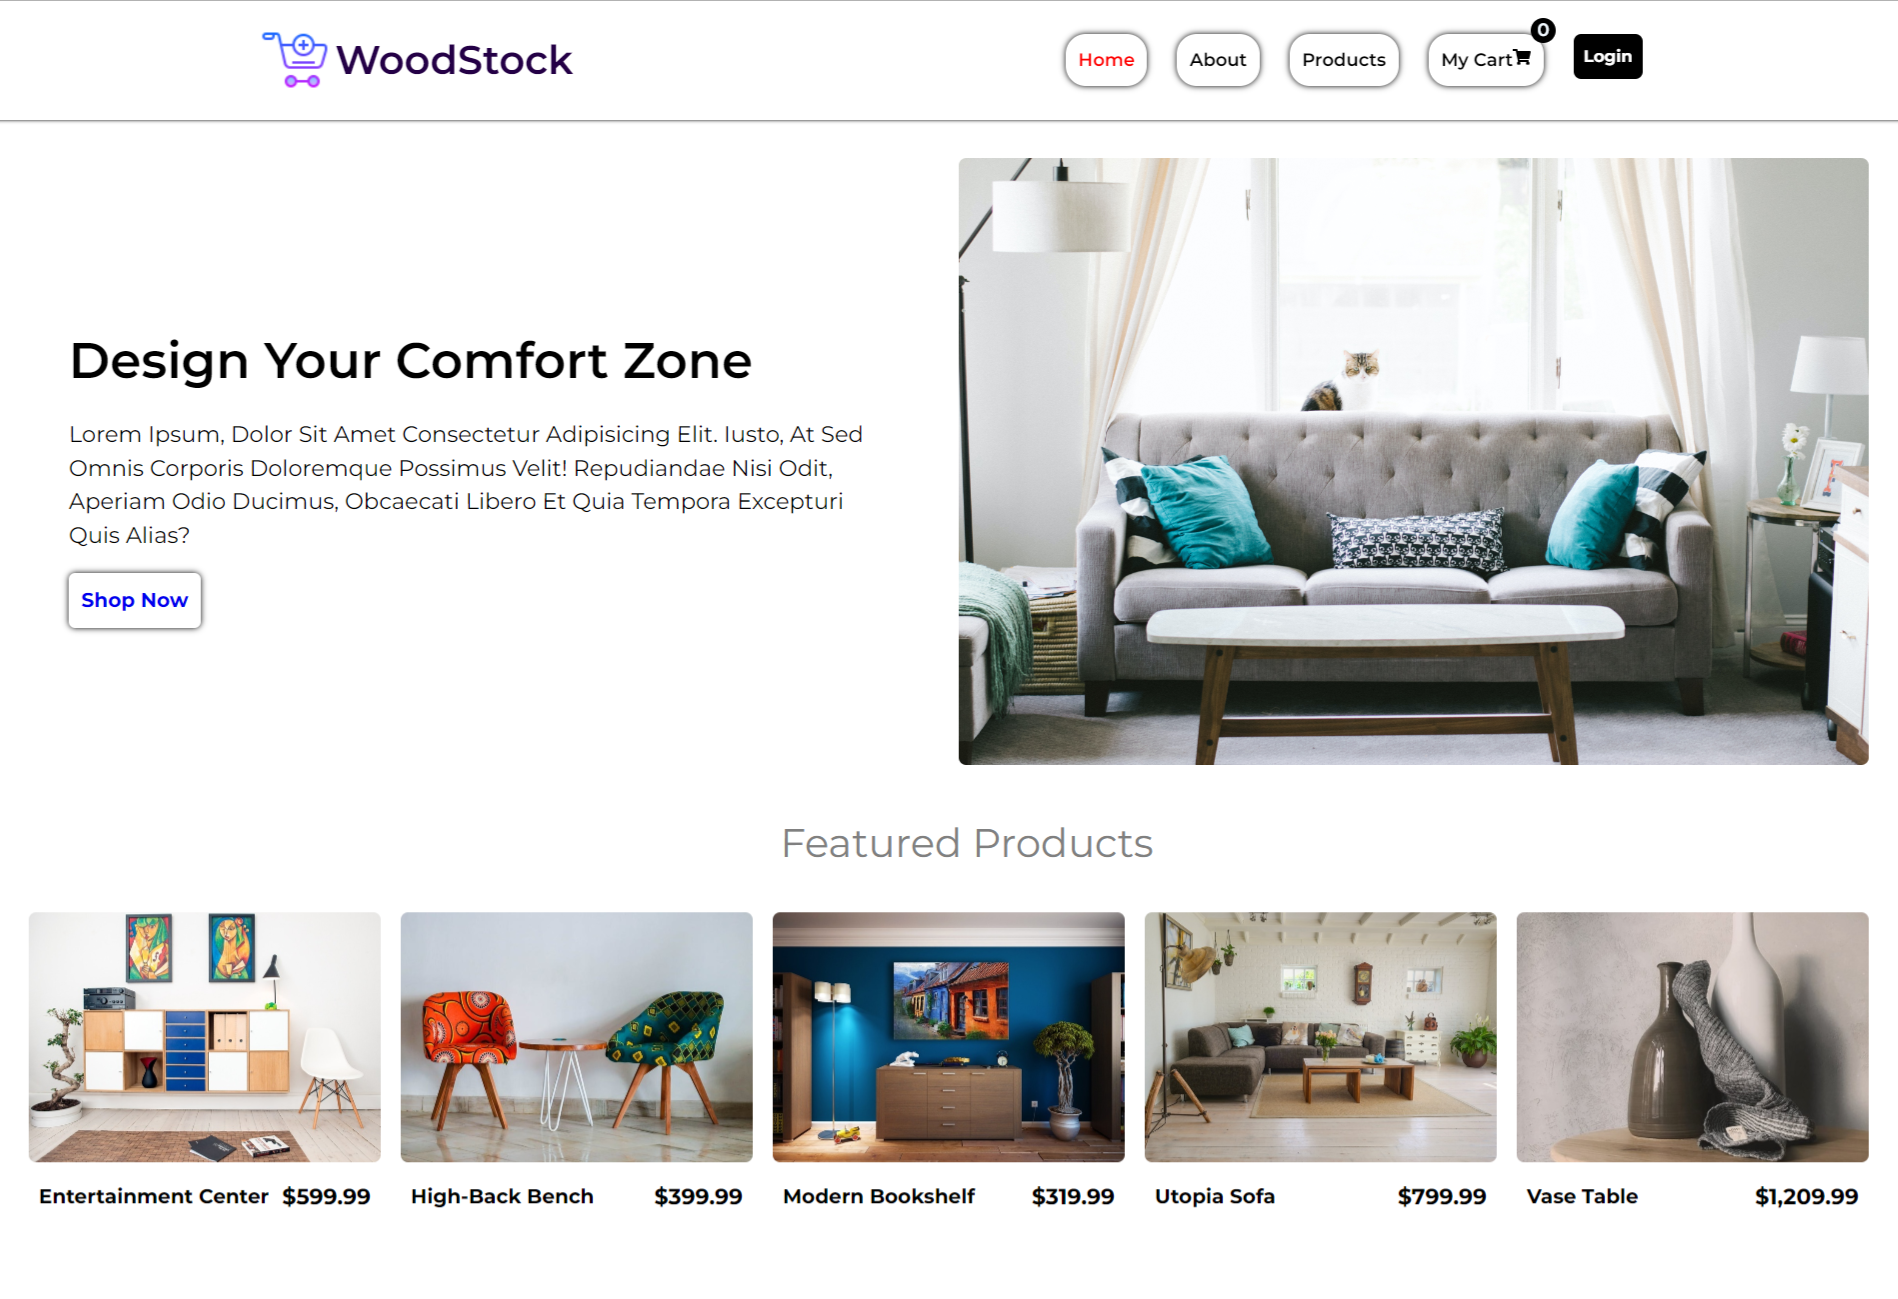 WoodStock
Home
About
Products
My Cart
0
Login
Design Your Comfort Zone
Lorem Ipsum, Dolor Sit Amet Consectetur Adipisicing Elit. Iusto, At Sed
Omnis Corporis Doloremque Possimus Velit! Repudiandae Nisi Odit,
Aperiam Odio Ducimus, Obcaecati Libero Et Quia Tempora Excepturi
Quis Alias?
Shop Now
Featured Products
Entertainment Center $599.99
High-Back Bench $399.99
Modern Bookshelf $319.99
Utopia Sofa $799.99
Vase Table $1,209.99